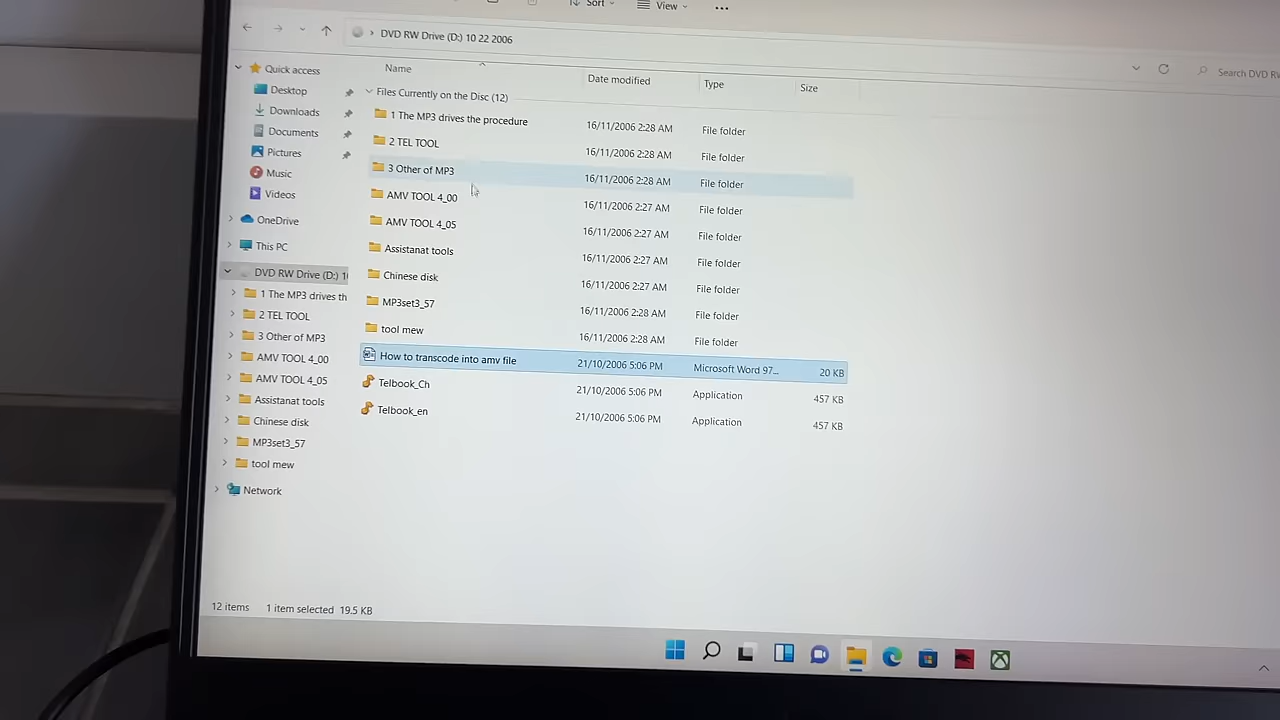 Sort View ...
DVD RW Drive (D:) 10 22 2006
Search DVD RW
Name Date modified Type Size
Files Currently on the Disc (12)
1 The MP3 drives the procedure 16/11/2006 2:28 AM File folder
2 TEL TOOL 16/11/2006 2:28 AM File folder
3 Other of MP3 16/11/2006 2:28 AM File folder
AMV TOOL 4_00 16/11/2006 2:27 AM File folder
AMV TOOL 4_05 16/11/2006 2:27 AM File folder
Assistanat tools 16/11/2006 2:27 AM File folder
Chinese disk 16/11/2006 2:27 AM File folder
MP3set3_57 16/11/2006 2:28 AM File folder
tool mew 16/11/2006 2:28 AM File folder
How to transcode into amv file 21/10/2006 5:06 PM Microsoft Word 97... 20 KB
Telbook_Ch 21/10/2006 5:06 PM Application 457 KB
Telbook_en 21/10/2006 5:06 PM Application 457 KB
Quick access
Desktop
Downloads
Documents
Pictures
Music
Videos
OneDrive
This PC
DVD RW Drive (D:) 1
1 The MP3 drives th
2 TEL TOOL
3 Other of MP3
AMV TOOL 4_00
AMV TOOL 4_05
Assistanat tools
Chinese disk
MP3set3_57
tool mew
Network
12 items 1 item selected 19.5 KB